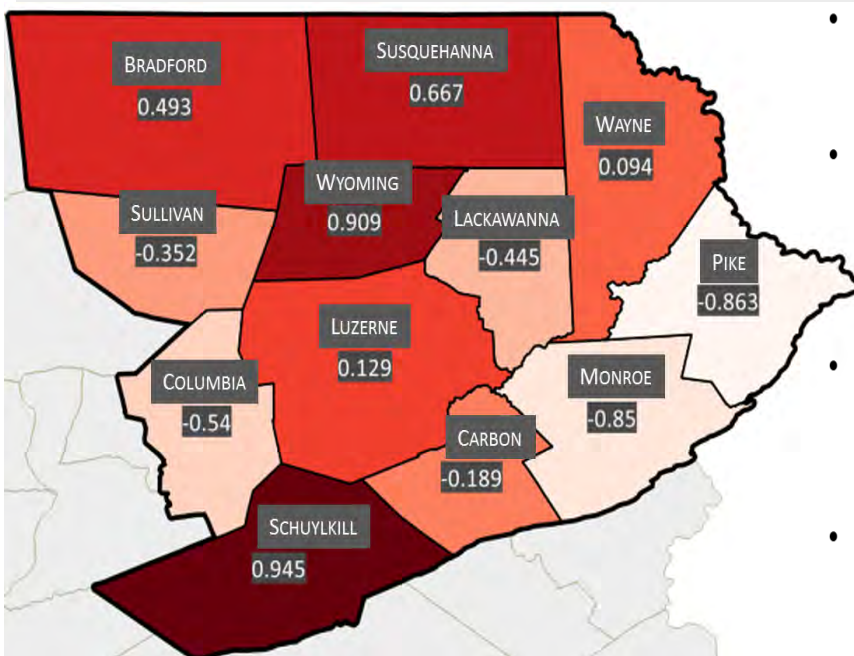 BRADFORD
0.493
SUSQUEHANNA
0.667
WAYNE
0.094
WYOMING
0.909
SULLIVAN
-0.352
LACKAWANNA
-0.445
PIKE
-0.863
LUZERNE
0.129
COLUMBIA
-0.54
MONROE
-0.85
CARBON
-0.189
SCHUYLKILL
0.945